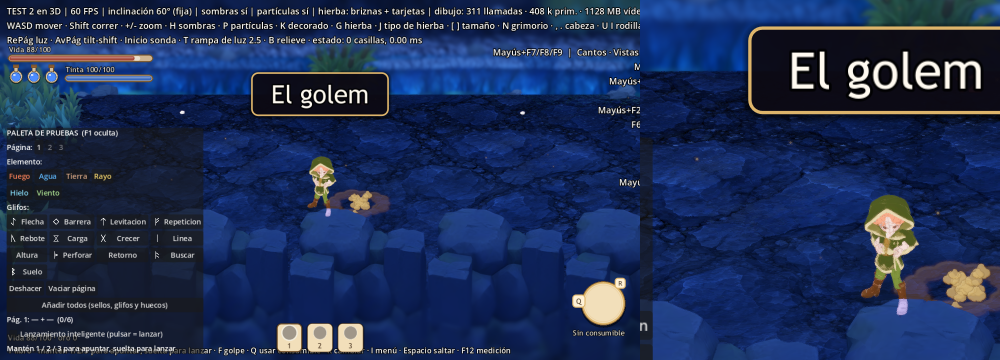 TEST 2 en 3D | 60 FPS | inclinación 60° (fija) | sombras sí | partículas sí | hierba: briznas + tarjetas | dibujo: 311 llamadas · 408 k prim. · 1128 MB víde
WASD mover · Shift correr · +/- zoom · H sombras · P partículas · K decorado · G hierba · J tipo de hierba · [ ] tamaño · N grimorio · , . cabeza · U l rodilla
RePág luz · AvPág tilt-shift · Inicio sonda · T rampa de luz 2.5 · B relieve · estado: 0 casillas, 0.00 ms
Vida 88/100
Mayús+F7/F8/F9 | Cantos · Vistas
Tinta 100/100
Mayús+
El golem
El golem
Mayús+F2
F6
PALETA DE PRUEBAS (F1 oculta)
Página: 1 2 3
Elemento:
Fuego Agua Tierra Rayo
Mayú
Hielo Viento
Glifos:
Flecha Barrera Levitacion Repeticion
Rebote Carga Crecer Linea
Altura Perforar Retorno Buscar
Suelo
R
Deshacer Vaciar página
Q
Añadir todos (sellos, glifos y huecos)
Pág. 1: — + — (0/6)
Sin consumible
Lanzamiento inteligente (pulsar = lanzar)
1 2 3
Mantén 1 / 2 / 3 para apuntar, suelta para lanzar
· F golpe · Q usar
· I menú · Espacio saltar · F12 medición